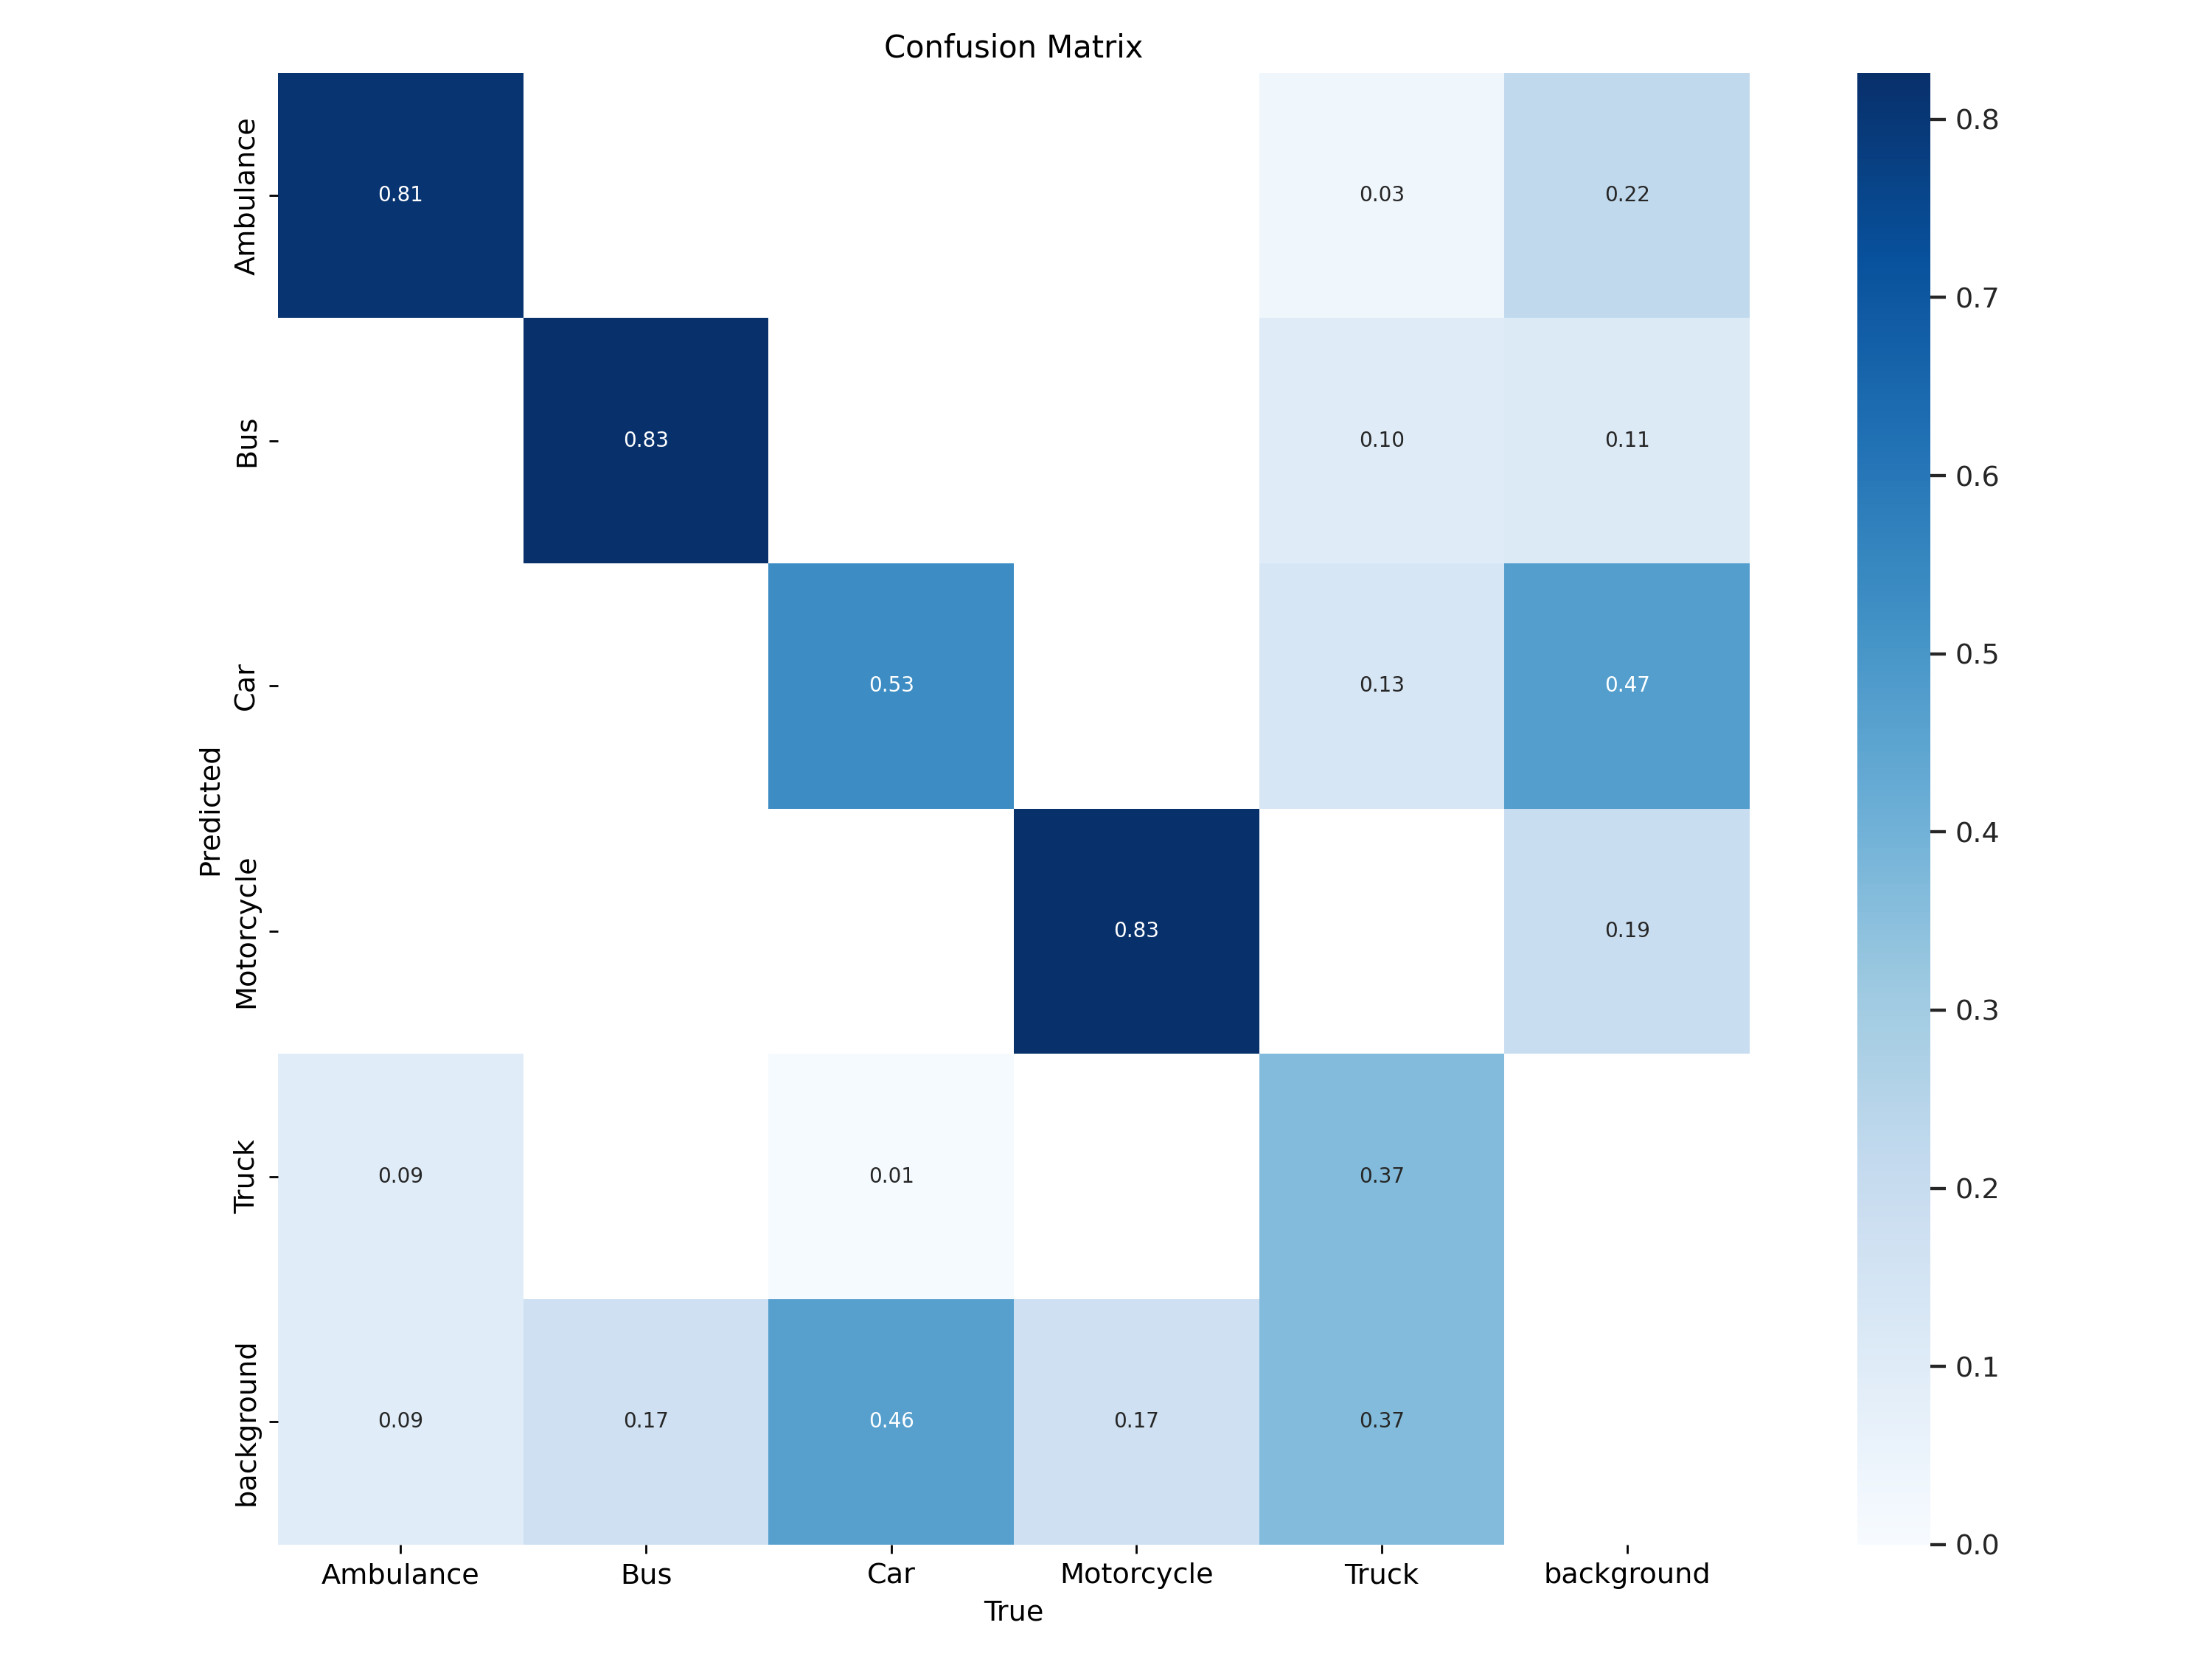 Confusion Matrix
Ambulance
0.81
0.03
0.22
0.8
0.7
Bus
0.83
0.10
0.11
0.6
Car
0.53
0.13
0.47
0.5
Predicted
0.4
Motorcycle
0.83
0.19
0.3
Truck
0.09
0.01
0.37
0.2
background
0.09
0.17
0.46
0.17
0.37
0.1
0.0
Ambulance
Bus
Car
Motorcycle
Truck
background
True